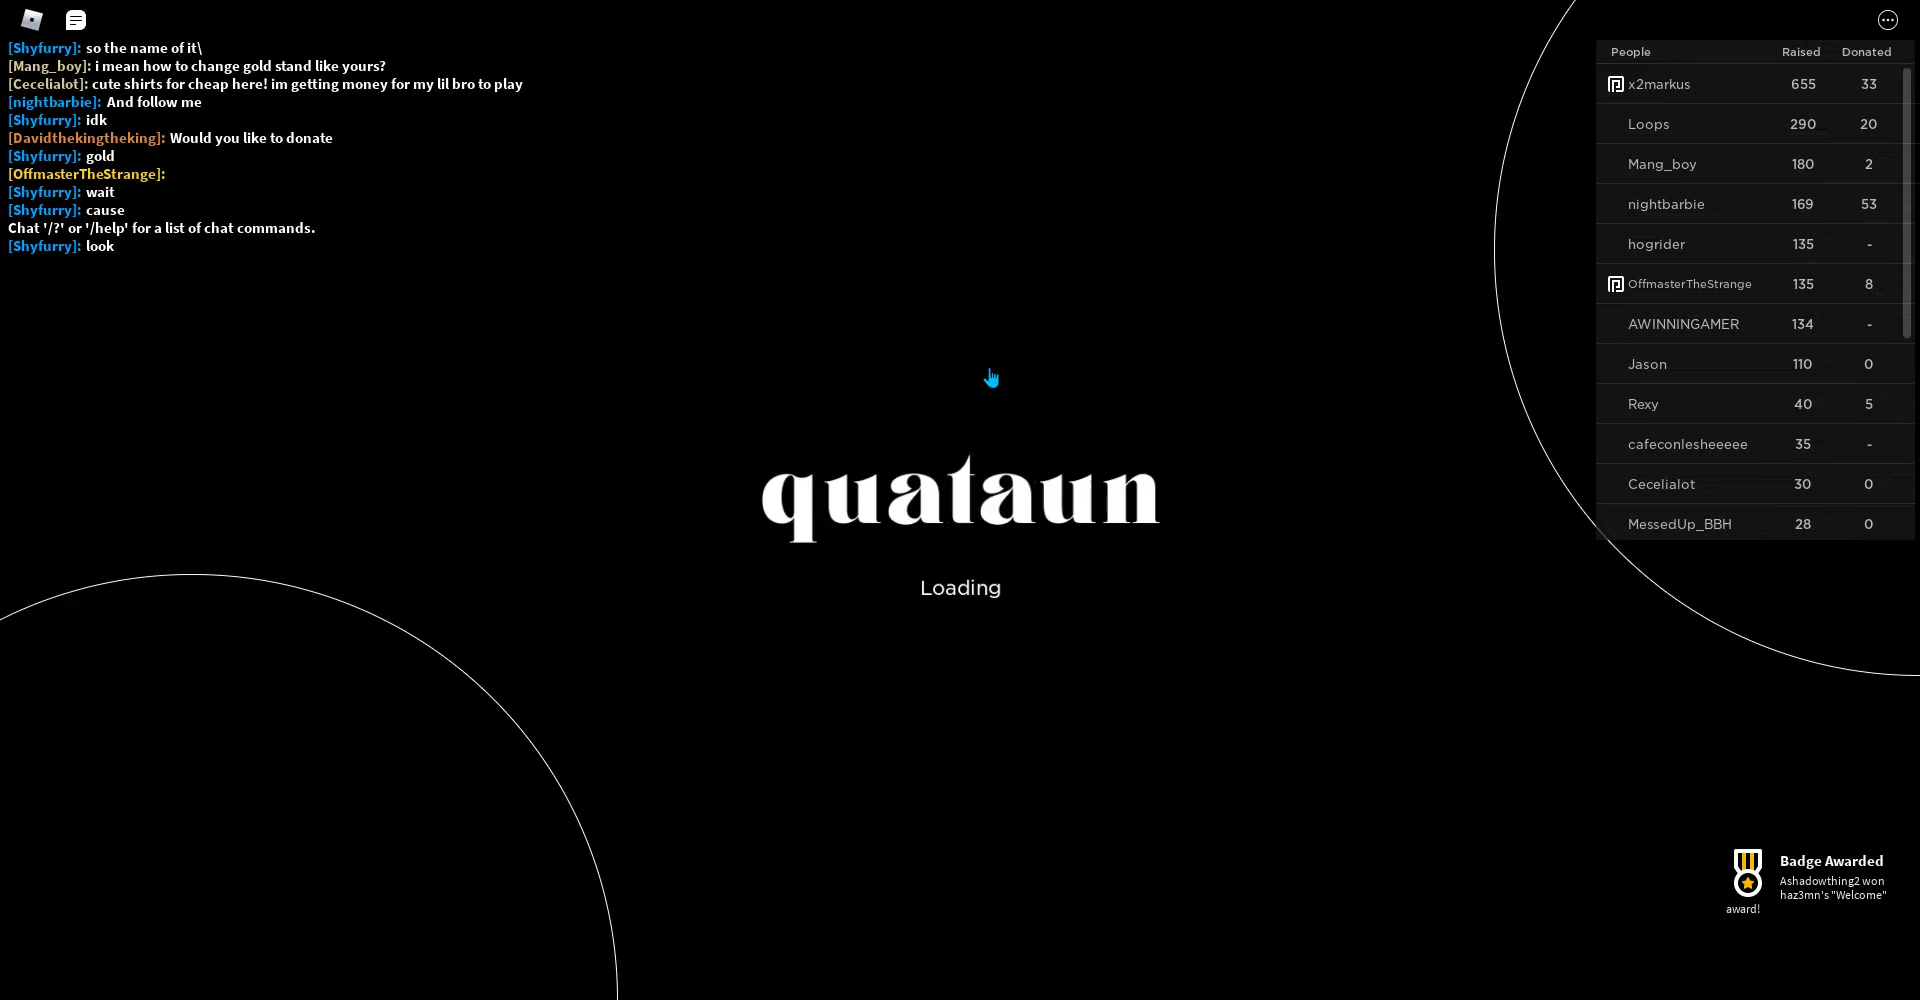 [Shyfurry]: so the name of it\
[Mang_boy]: i mean how to change gold stand like yours?
[Cecelialot]: cute shirts for cheap here! im getting money for my lil bro to play
[nightbarbie]: And follow me
[Shyfurry]: idk
[Davidthekingtheking]: Would you like to donate
[Shyfurry]: gold
[OffmasterTheStrange]:
[Shyfurry]: wait
[Shyfurry]: cause
Chat '/?' or '/help' for a list of chat commands.
[Shyfurry]: look
People Raised Donated
x2markus 655 33
Loops 290 20
Mang_boy 180 2
nightbarbie 169 53
hogrider 135 -
OffmasterTheStrange 135 8
AWINNINGAMER 134 -
Jason 110 0
Rexy 40 5
cafeconlesheeeee 35 -
Cecelialot 30 0
MessedUp_BBH 28 0
quataun
Loading
Badge Awarded
Ashadowthing2 won
haz3mn's "Welcome"
award!